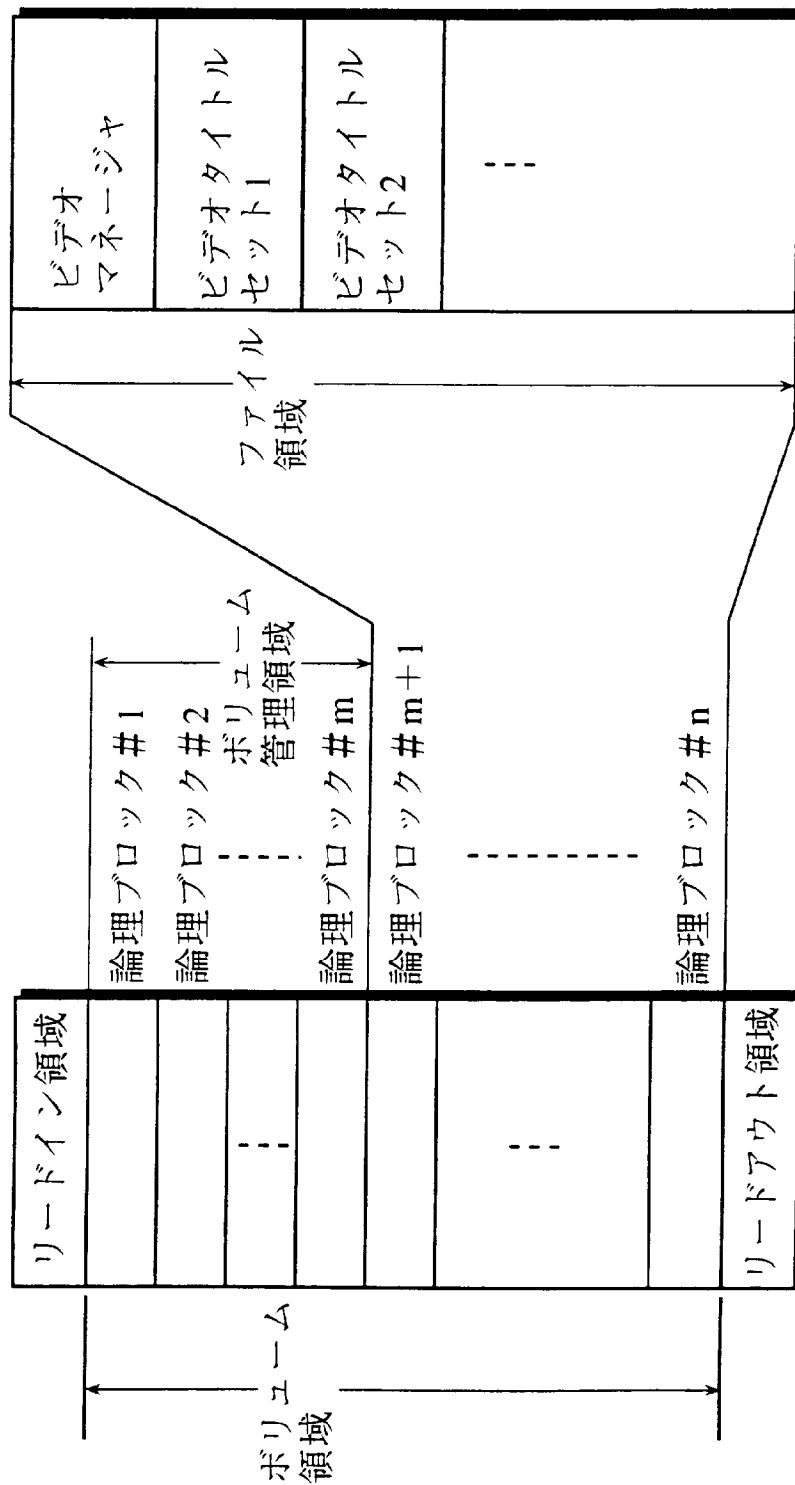 ボリューム
領域
リードイン領域
リードアウト領域
論理ブロック#1
論理ブロック#2
論理ブロック#m
論理ブロック#m+1
論理ブロック#n
ボリューム
管理領域
ファイル
領域
ビデオ
マネージャ
ビデオタイトル
セット1
ビデオタイトル
セット2